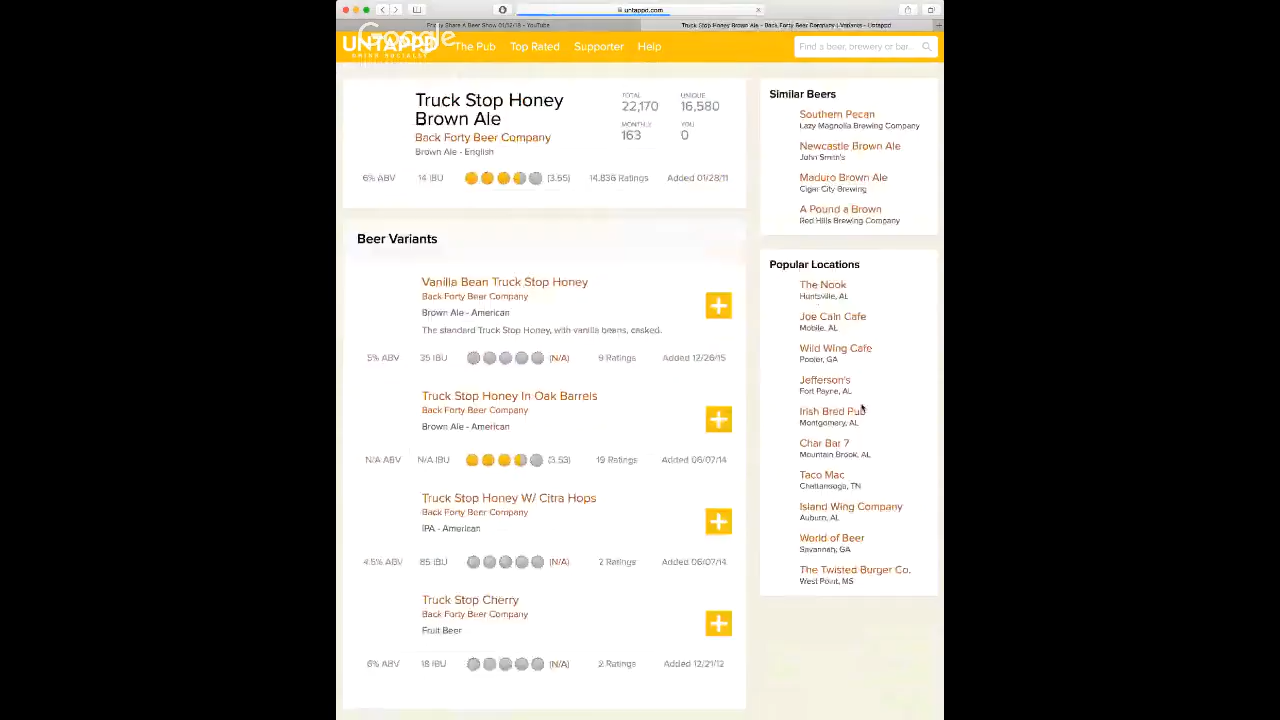 untappd.com
Friday Share A Beer Show 01/12/18 - YouTube
Truck Stop Honey Brown Ale - Back Forty Beer Company | Variants - Untappd
Google
UNTAPPD
DRINK SOCIALLY
The Pub
Top Rated
Supporter
Help
Find a beer, brewery or bar...
Truck Stop Honey
Brown Ale
Back Forty Beer Company
Brown Ale - English
TOTAL
22,170
UNIQUE
16,580
MONTHLY
163
YOU
0
6% ABV
14 IBU
(3.55)
14,836 Ratings
Added 01/28/11
Beer Variants
Vanilla Bean Truck Stop Honey
Back Forty Beer Company
Brown Ale - American
The standard Truck Stop Honey, with vanilla beans, casked.
5% ABV
35 IBU
(N/A)
9 Ratings
Added 12/26/15
Truck Stop Honey In Oak Barrels
Back Forty Beer Company
Brown Ale - American
N/A ABV
N/A IBU
(3.53)
19 Ratings
Added 06/07/14
Truck Stop Honey W/ Citra Hops
Back Forty Beer Company
IPA - American
4.5% ABV
85 IBU
(N/A)
2 Ratings
Added 06/07/14
Truck Stop Cherry
Back Forty Beer Company
Fruit Beer
6% ABV
18 IBU
(N/A)
2 Ratings
Added 12/21/12
Similar Beers
Southern Pecan
Lazy Magnolia Brewing Company
Newcastle Brown Ale
John Smith's
Maduro Brown Ale
Cigar City Brewing
A Pound a Brown
Red Hills Brewing Company
Popular Locations
The Nook
Huntsville, AL
Joe Cain Cafe
Mobile, AL
Wild Wing Cafe
Pooler, GA
Jefferson's
Fort Payne, AL
Irish Bred Pub
Montgomery, AL
Char Bar 7
Mountain Brook, AL
Taco Mac
Chattanooga, TN
Island Wing Company
Auburn, AL
World of Beer
Savannah, GA
The Twisted Burger Co.
West Point, MS